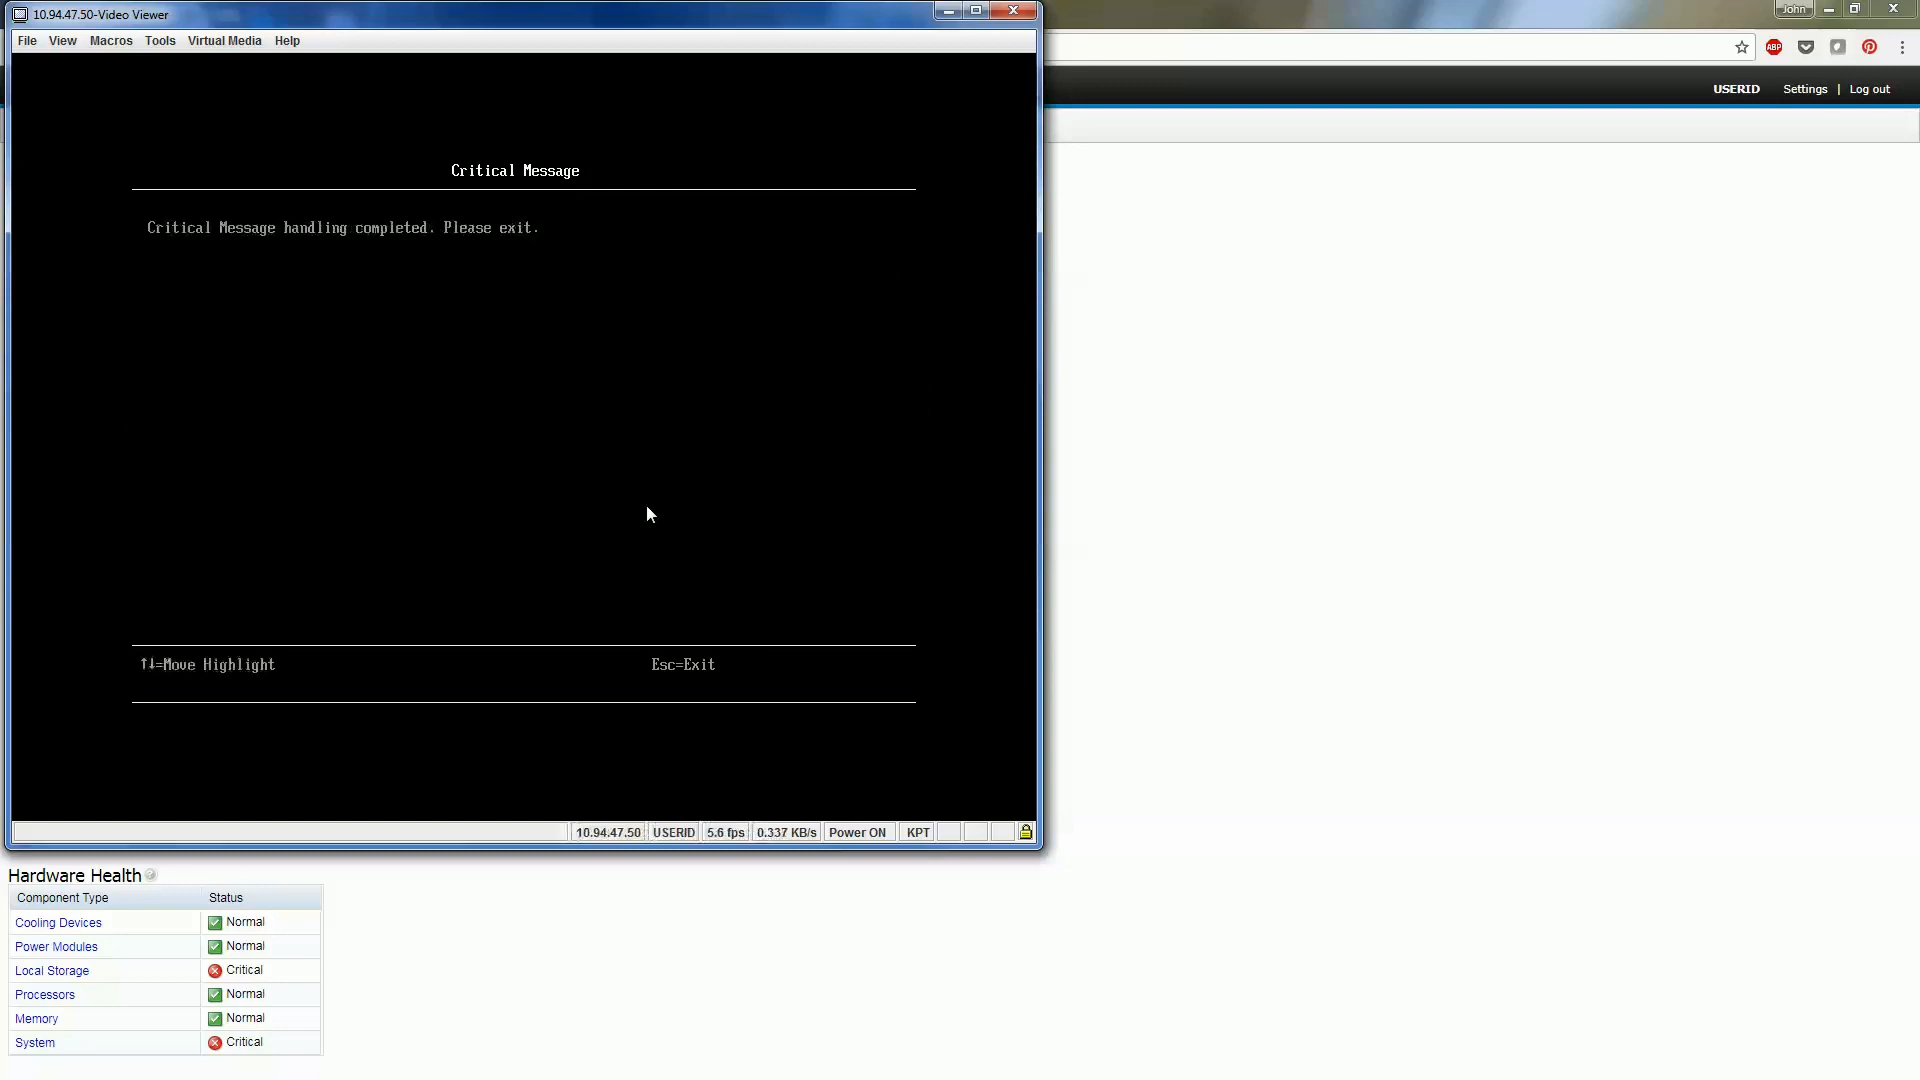 10.94.47.50-Video Viewer
John
File View Macros Tools Virtual Media Help
ABP
USERID Settings | Log out
Critical Message
Critical Message handling completed. Please exit.
↑↓=Move Highlight Esc=Exit
10.94.47.50 USERID 5.6 fps 0.337 KB/s Power ON KPT
Hardware Health
Component Type Status
Cooling Devices Normal
Power Modules Normal
Local Storage Critical
Processors Normal
Memory Normal
System Critical